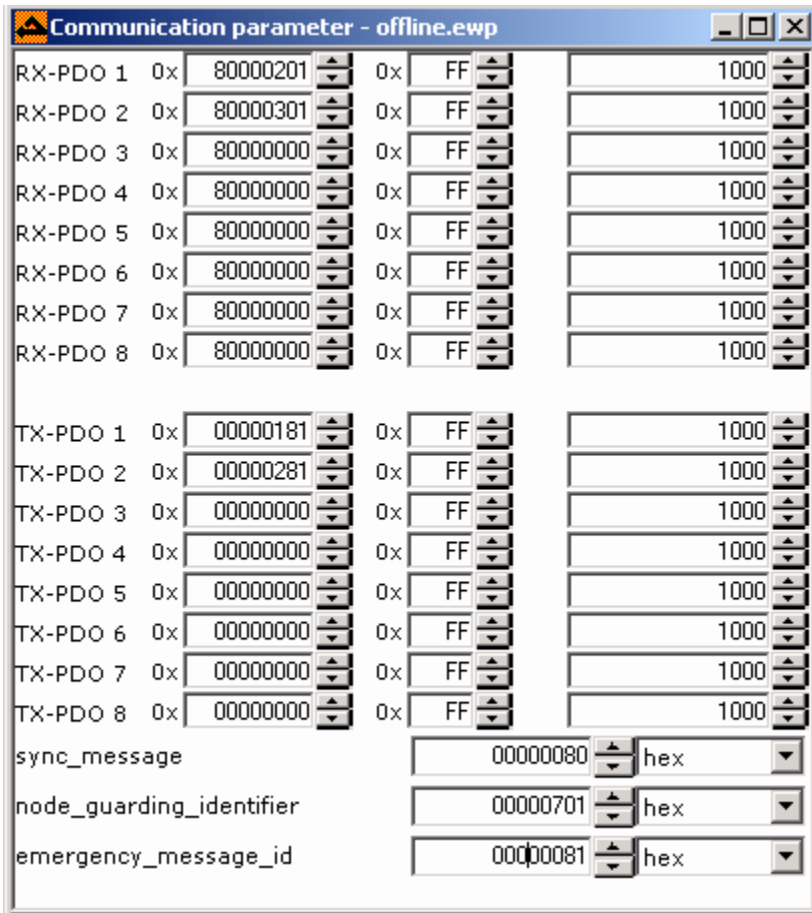 Communication parameter - offline.ewp
RX-PDO 1 0x 80000201 0x FF 1000
RX-PDO 2 0x 80000301 0x FF 1000
RX-PDO 3 0x 80000000 0x FF 1000
RX-PDO 4 0x 80000000 0x FF 1000
RX-PDO 5 0x 80000000 0x FF 1000
RX-PDO 6 0x 80000000 0x FF 1000
RX-PDO 7 0x 80000000 0x FF 1000
RX-PDO 8 0x 80000000 0x FF 1000
TX-PDO 1 0x 00000181 0x FF 1000
TX-PDO 2 0x 00000281 0x FF 1000
TX-PDO 3 0x 00000000 0x FF 1000
TX-PDO 4 0x 00000000 0x FF 1000
TX-PDO 5 0x 00000000 0x FF 1000
TX-PDO 6 0x 00000000 0x FF 1000
TX-PDO 7 0x 00000000 0x FF 1000
TX-PDO 8 0x 00000000 0x FF 1000
sync_message 00000080 hex
node_guarding_identifier 00000701 hex
emergency_message_id 00000081 hex